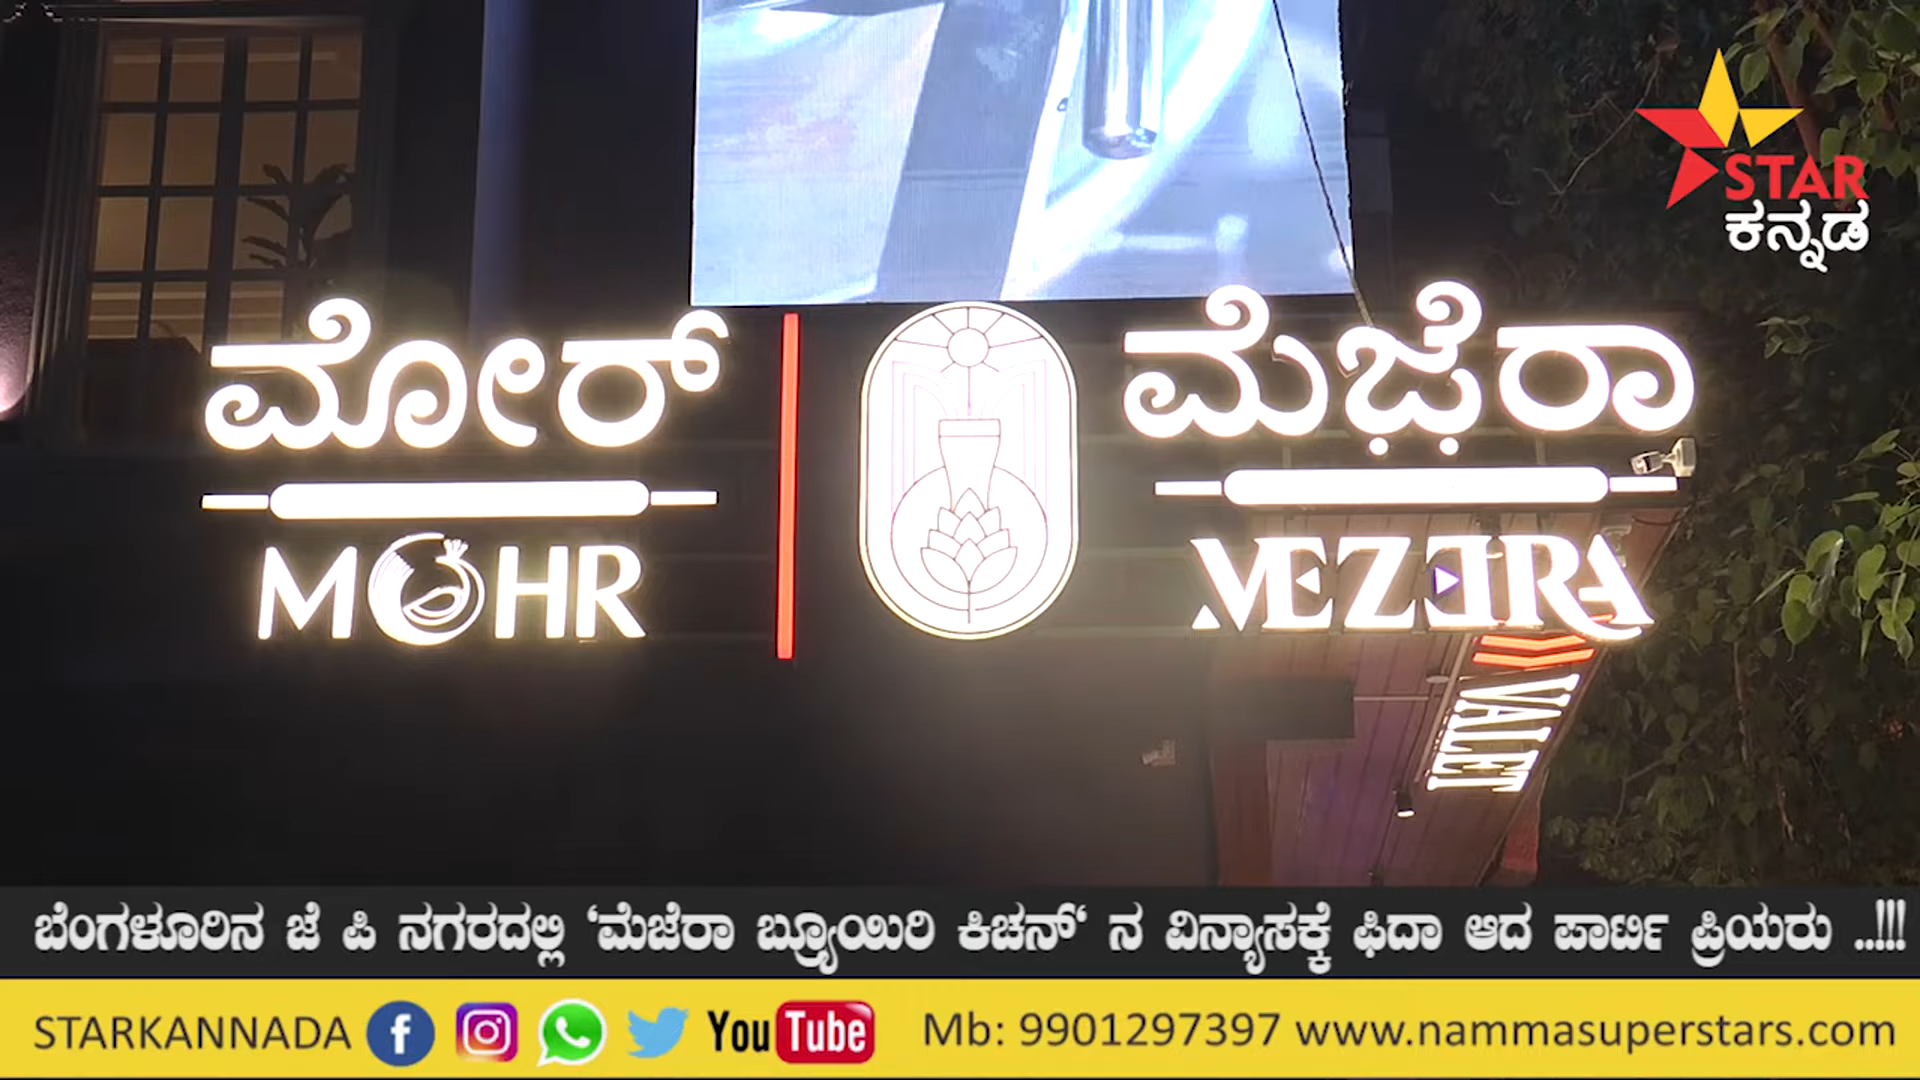 STAR
ಕನ್ನಡ
ಮೋರ್
MOHR
ಮೆಜ಼ೆರಾ
MEZERA
VALET
ಬೆಂಗಳೂರಿನ ಜೆ ಪಿ ನಗರದಲ್ಲಿ ‘ಮೆಜೆರಾ ಬ್ರ್ಯೂಯಿರಿ ಕಿಚನ್‘ ನ ವಿನ್ಯಾಸಕ್ಕೆ ಫಿದಾ ಆದ ಪಾರ್ಟಿ ಪ್ರಿಯರು ..!!!
STARKANNADA f YouTube Mb: 9901297397 www.nammasuperstars.com